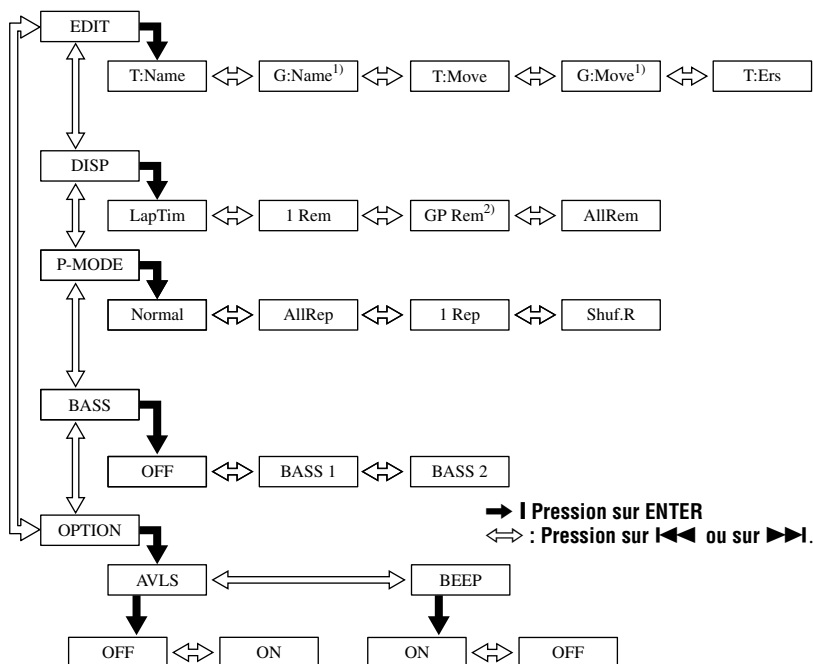 EDIT
T:Name G:Name1) T:Move G:Move1) T:Ers
DISP
LapTim 1 Rem GP Rem2) AllRem
P-MODE
Normal AllRep 1 Rep Shuf.R
BASS
OFF BASS 1 BASS 2
OPTION
AVLS BEEP
OFF ON ON OFF
Pression sur ENTER
: Pression sur ou sur .